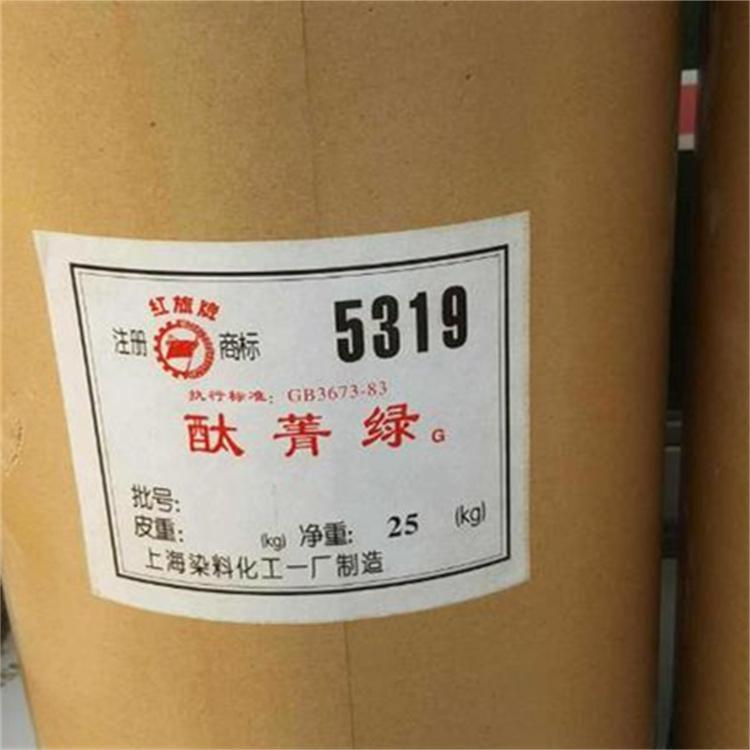 红旗牌
注册 商标 5319
执行标准：GB3673-83
酞菁绿 G
批号：
皮重： (kg) 净重： 25 (kg)
上海染料化工一厂制造